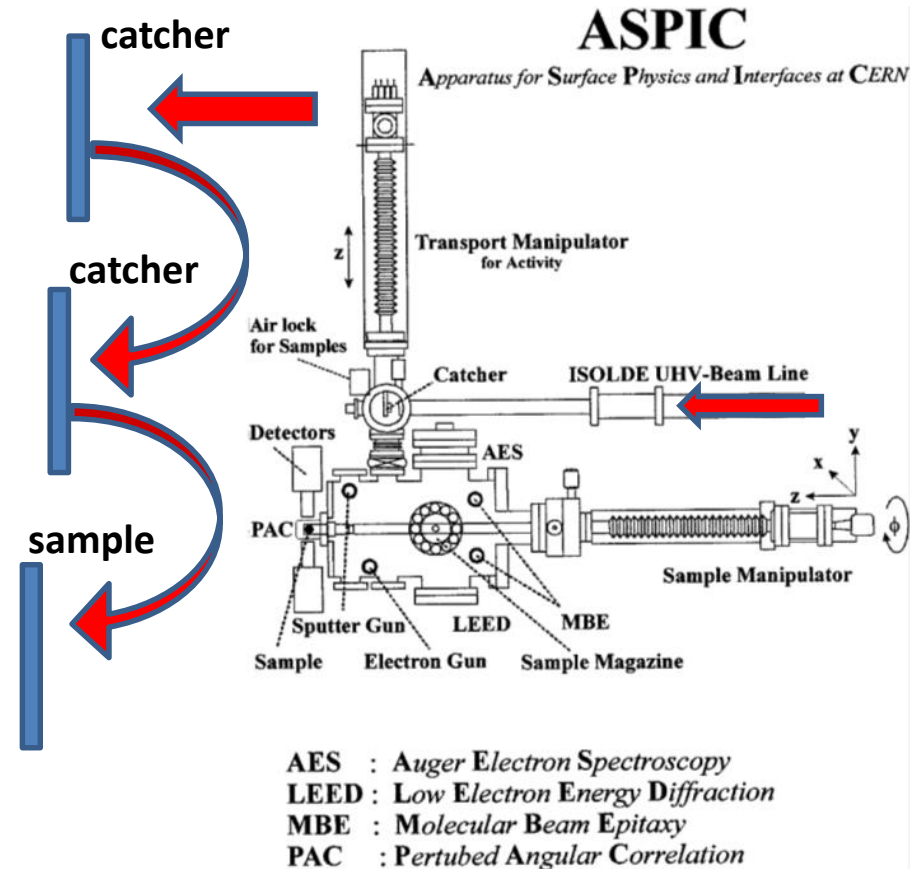 catcher
catcher
sample
ASPIC
Apparatus for Surface Physics and Interfaces at CERN
Transport Manipulator
for Activity
z
Air lock
for Samples
Catcher
ISOLDE UHV-Beam Line
Detectors
AES
y
x
z
PAC
ϕ
Sample Manipulator
Sputter Gun
LEED
MBE
Sample
Electron Gun
Sample Magazine
AES : Auger Electron Spectroscopy
LEED : Low Electron Energy Diffraction
MBE : Molecular Beam Epitaxy
PAC : Pertubed Angular Correlation